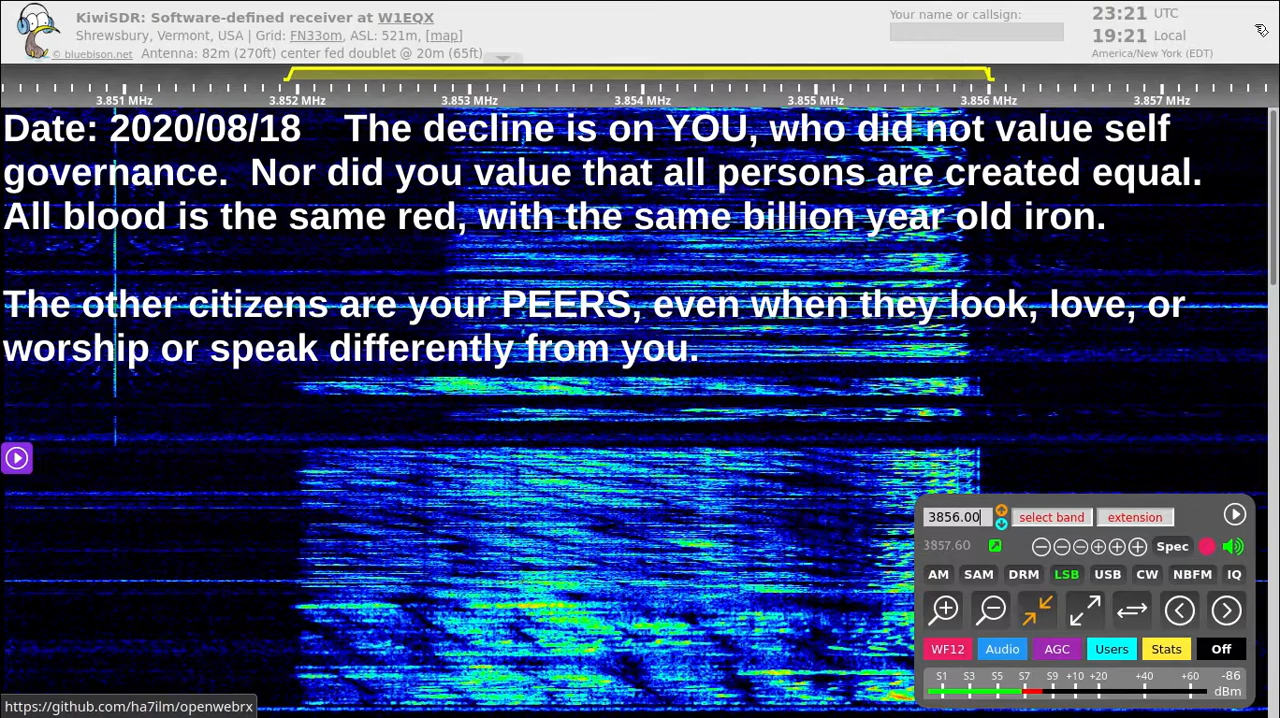 KiwiSDR: Software-defined receiver at W1EQX
Shrewsbury, Vermont, USA | Grid: FN33om, ASL: 521m, [map]
© bluebison.net Antenna: 82m (270ft) center fed doublet @ 20m (65ft)
Your name or callsign:
23:21 UTC
19:21 Local
America/New York (EDT)
3.851 MHz 3.852 MHz 3.853 MHz 3.854 MHz 3.855 MHz 3.856 MHz 3.857 MHz
Date: 2020/08/18 The decline is on YOU, who did not value self
governance. Nor did you value that all persons are created equal.
All blood is the same red, with the same billion year old iron.
The other citizens are your PEERS, even when they look, love, or
worship or speak differently from you.
3856.00 select band extension
3857.60 Spec
AM SAM DRM LSB USB CW NBFM IQ
WF12 Audio AGC Users Stats Off
S1 S3 S5 S7 S9 +10 +20 +40 +60 -86
dBm
https://github.com/ha7ilm/openwebrx